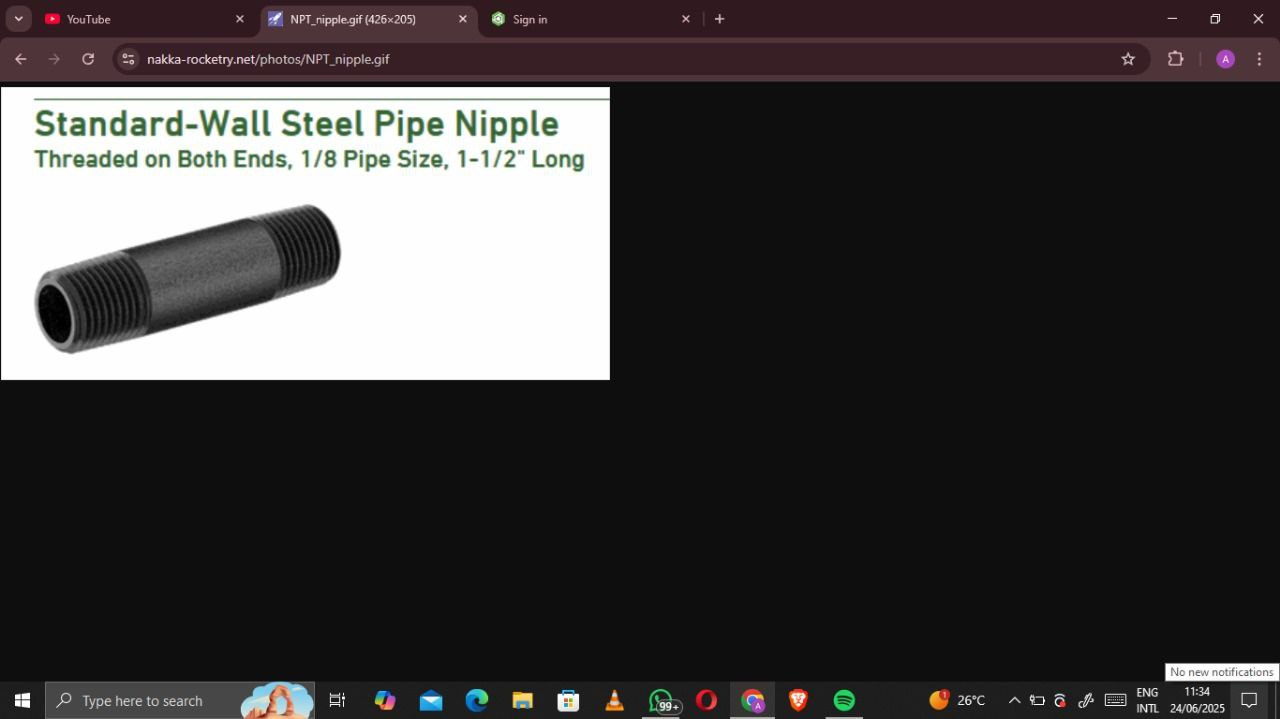 YouTube
NPT_nipple.gif (426×205)
Sign in
nakka-rocketry.net/photos/NPT_nipple.gif
A
Standard-Wall Steel Pipe Nipple
Threaded on Both Ends, 1/8 Pipe Size, 1-1/2" Long
No new notifications
Type here to search
99+
A
1
26°C
ENG
INTL
11:34
24/06/2025